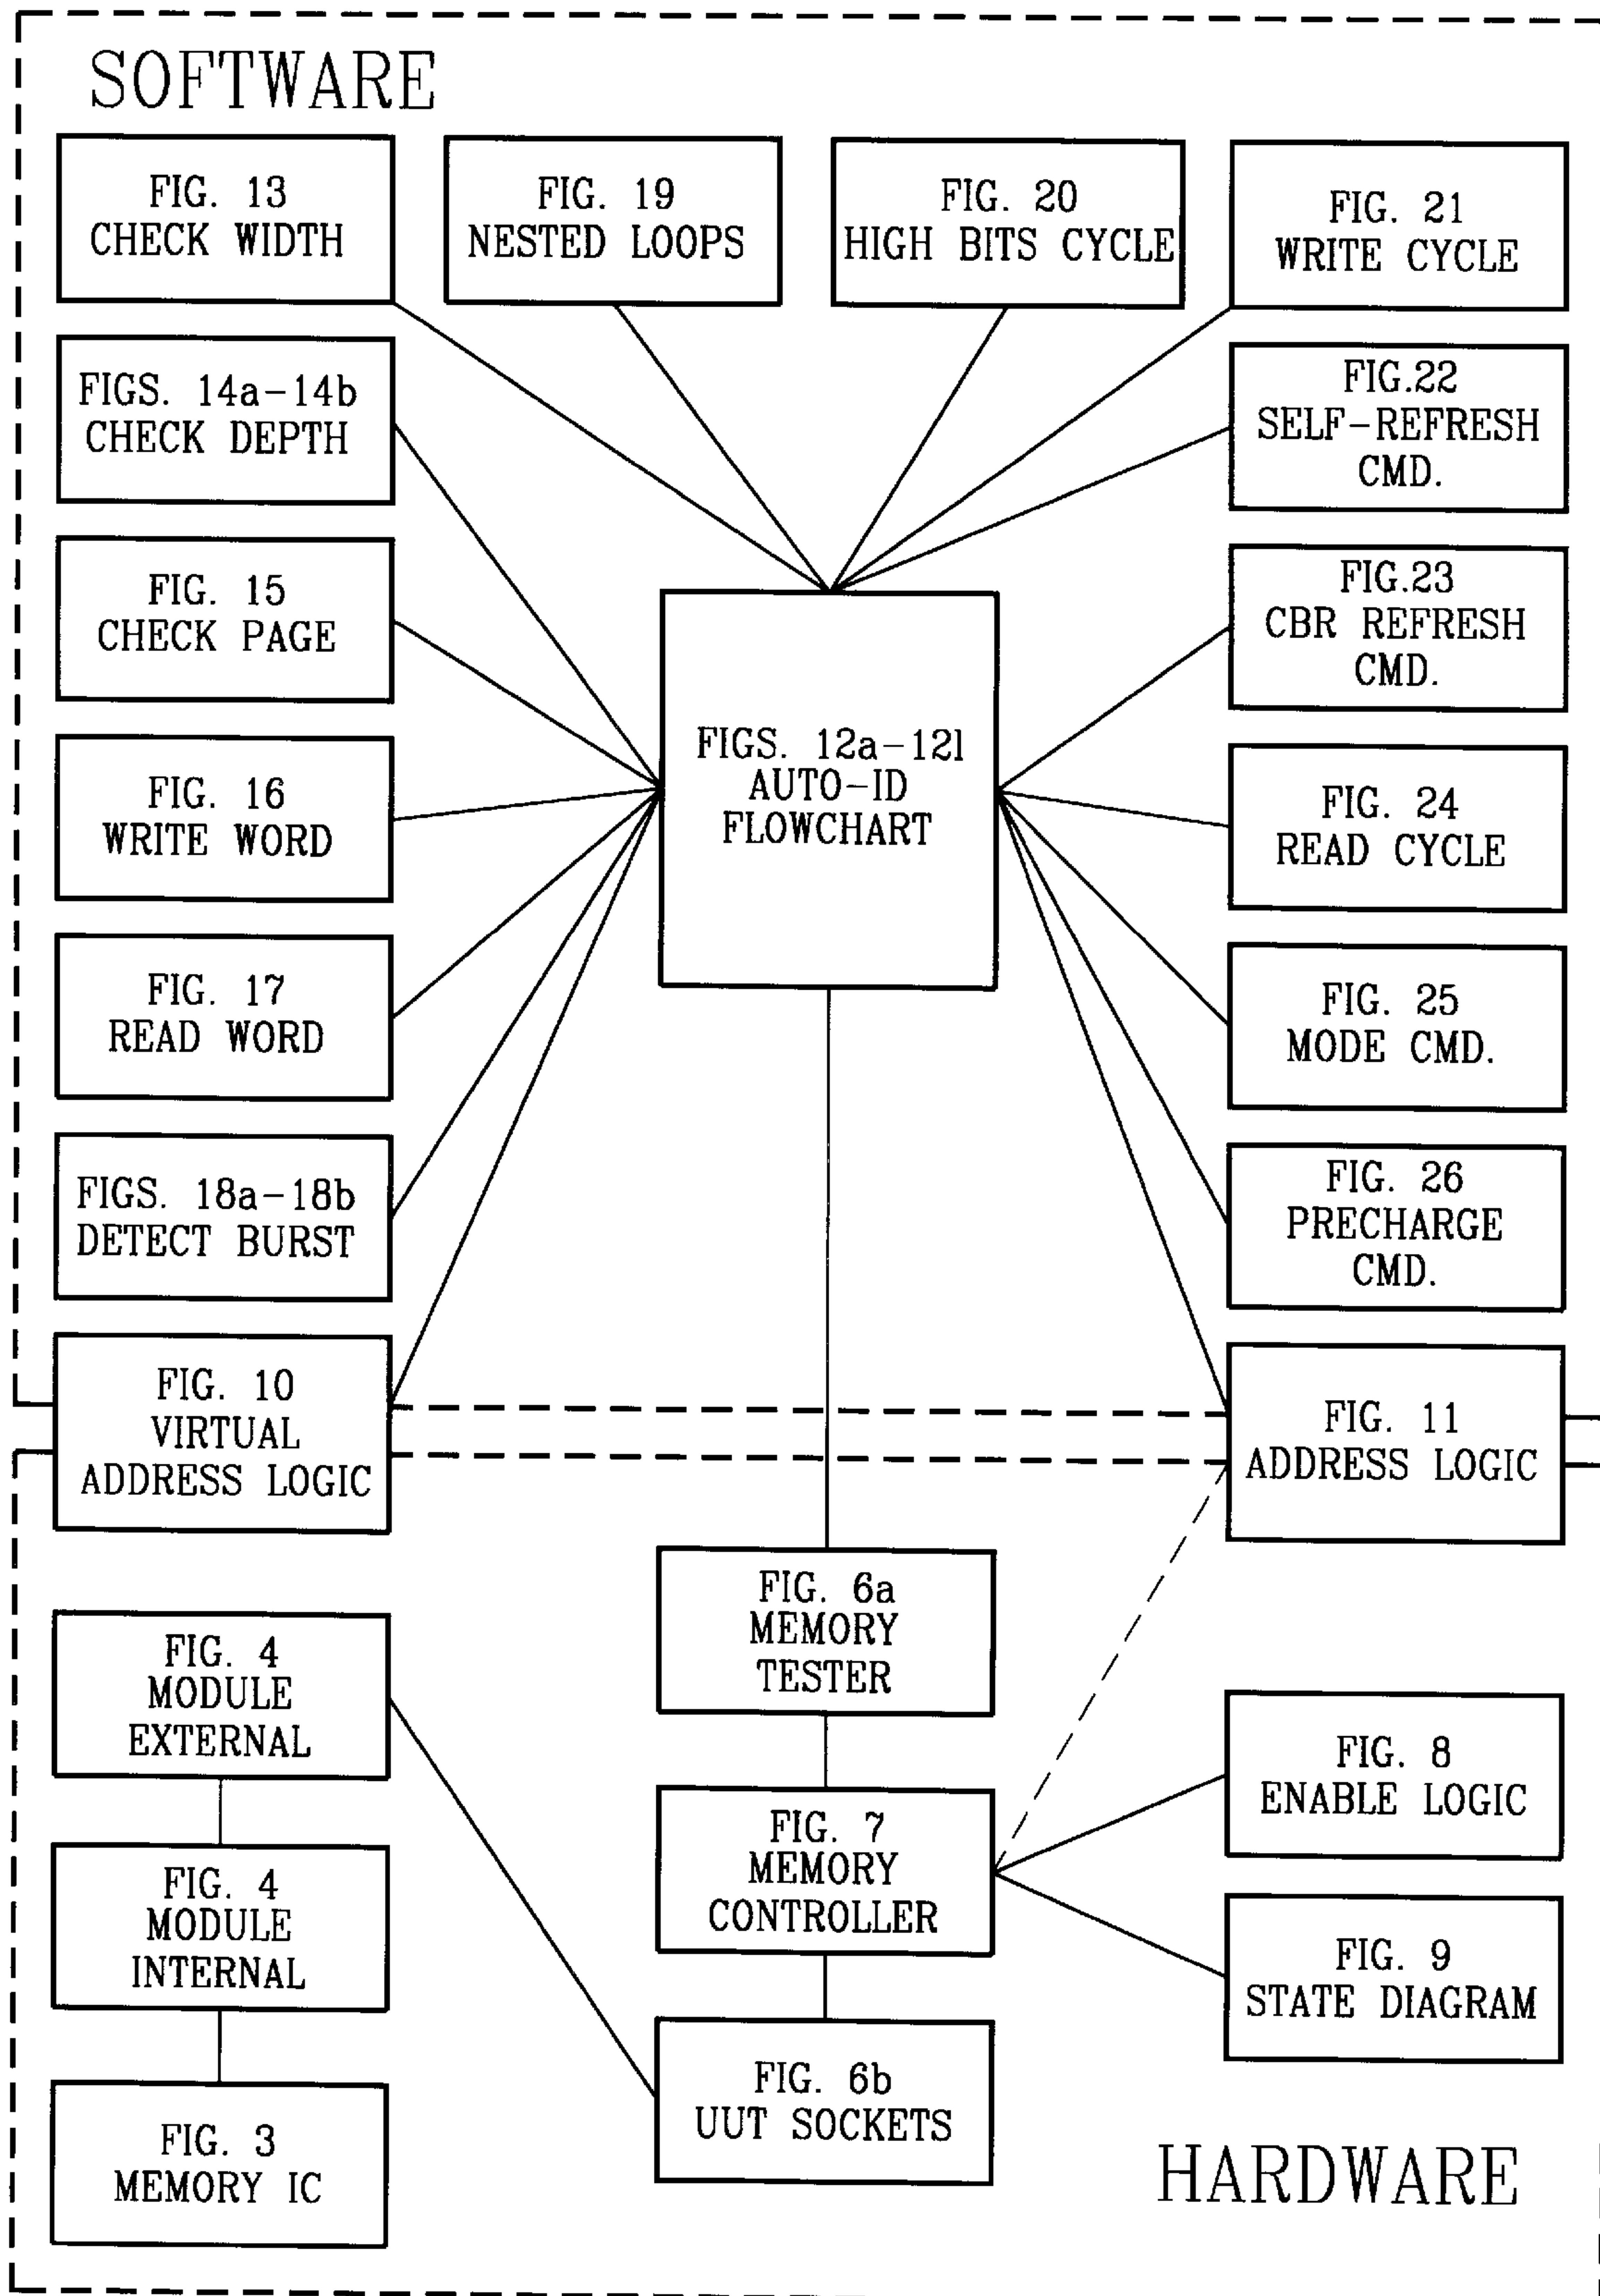 SOFTWARE
FIG. 13
CHECK WIDTH
FIG. 19
NESTED LOOPS
FIG. 20
HIGH BITS CYCLE
FIG. 21
WRITE CYCLE
FIGS. 14a-14b
CHECK DEPTH
FIG.22
SELF-REFRESH
CMD.
FIG. 15
CHECK PAGE
FIG.23
CBR REFRESH
CMD.
FIGS. 12a-12l
AUTO-ID
FLOWCHART
FIG. 16
WRITE WORD
FIG. 24
READ CYCLE
FIG. 17
READ WORD
FIG. 25
MODE CMD.
FIGS. 18a-18b
DETECT BURST
FIG. 26
PRECHARGE
CMD.
FIG. 10
VIRTUAL
ADDRESS LOGIC
FIG. 11
ADDRESS LOGIC
FIG. 6a
MEMORY
TESTER
FIG. 4
MODULE
EXTERNAL
FIG. 8
ENABLE LOGIC
FIG. 7
MEMORY
CONTROLLER
FIG. 4
MODULE
INTERNAL
FIG. 9
STATE DIAGRAM
FIG. 6b
UUT SOCKETS
FIG. 3
MEMORY IC
HARDWARE